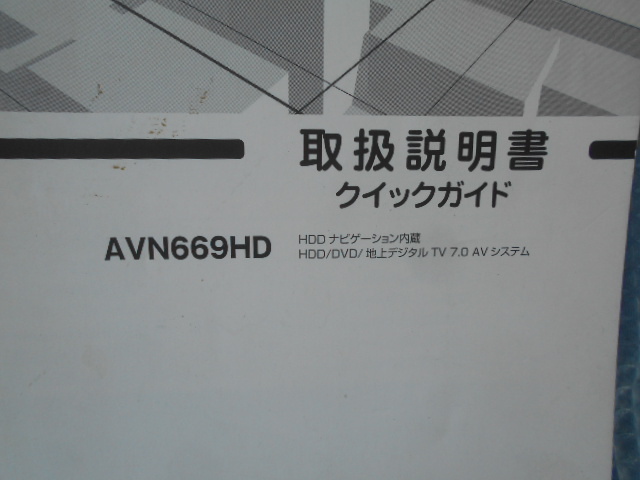 取扱説明書
クイックガイド
AVN669HD
HDD ナビゲーション内蔵
HDD/DVD/ 地上デジタル TV 7.0 AV システム